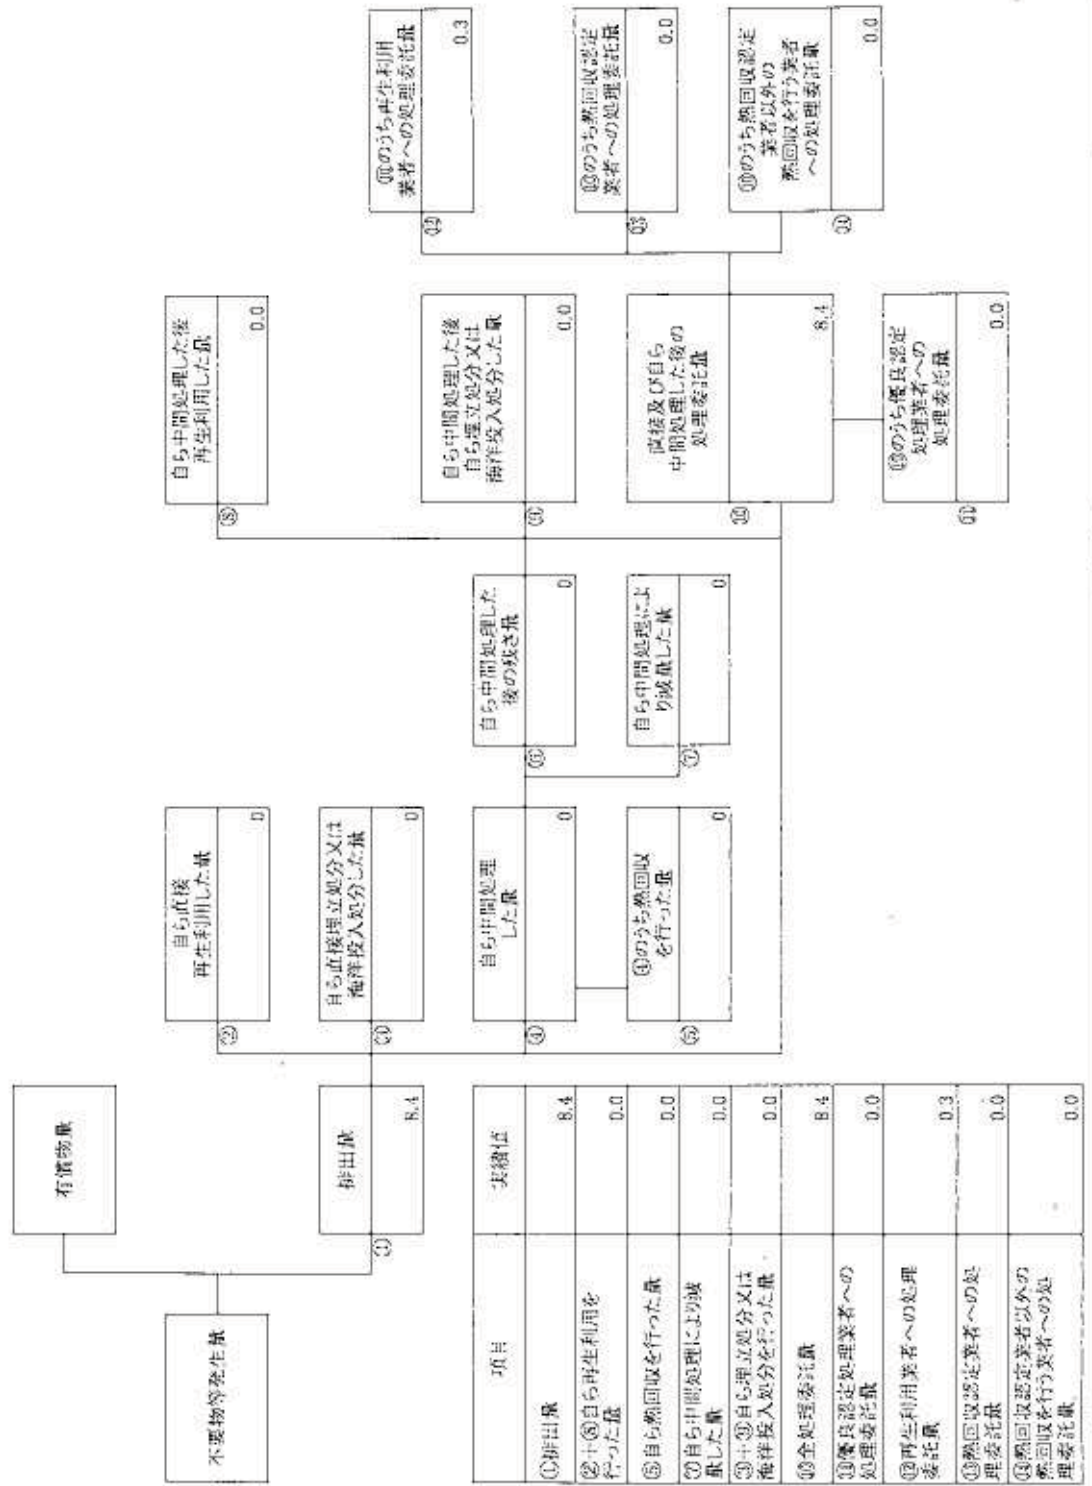 不要物等発生量
有償物量
排出量
①
8.4
自ら直接
再生利用した量
②
0
自ら直接埋立処分又は
海洋投入処分した量
③
0
自ら中間処理
した量
④
0
④のうち熱回収
を行った量
⑤
0
自ら中間処理した
後の残さ量
⑥
0
自ら中間処理によ
り減量した量
⑦
0
自ら中間処理した後
再生利用した量
⑧
0.0
自ら中間処理した後
自ら埋立処分又は
海洋投入処分した量
⑨
0.0
直接及び自ら
中間処理した後の
処理委託量
⑩
8.4
⑩のうち優良認定
処理業者への
処理委託量
⑪
0.0
⑩のうち再生利用
業者への処理委託量
⑫
0.3
⑩のうち熱回収認定
業者への処理委託量
⑬
0.0
⑩のうち熱回収認定
業者以外の
熱回収を行う業者
への処理委託量
⑭
0.0
項目 実績値
①排出量 8.4
②+⑧自ら再生利用を
行った量 0.0
⑤自ら熱回収を行った量 0.0
⑦自ら中間処理により減
量した量 0.0
③+⑨自ら埋立処分又は
海洋投入処分を行った量 0.0
⑩全処理委託量 8.4
⑪優良認定処理業者への
処理委託量 0.0
⑫再生利用業者への処理
委託量 0.3
⑬熱回収認定業者への処
理委託量 0.0
⑭熱回収認定業者以外の
熱回収を行う業者への処
理委託量 0.0